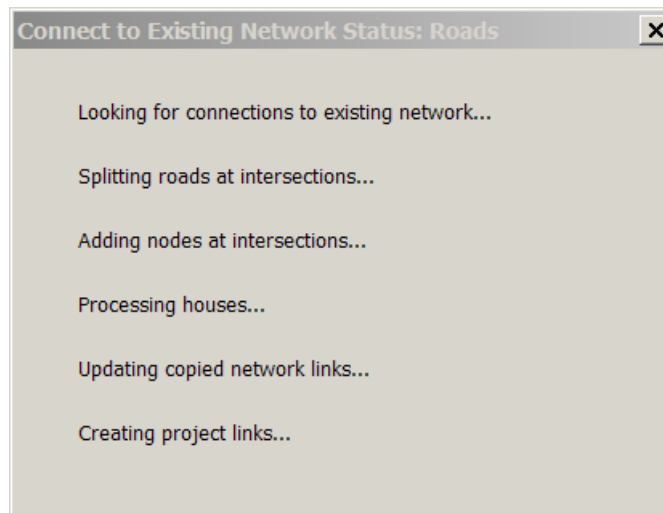 Connect to Existing Network Status: Roads
Looking for connections to existing network...
Splitting roads at intersections...
Adding nodes at intersections...
Processing houses...
Updating copied network links...
Creating project links...